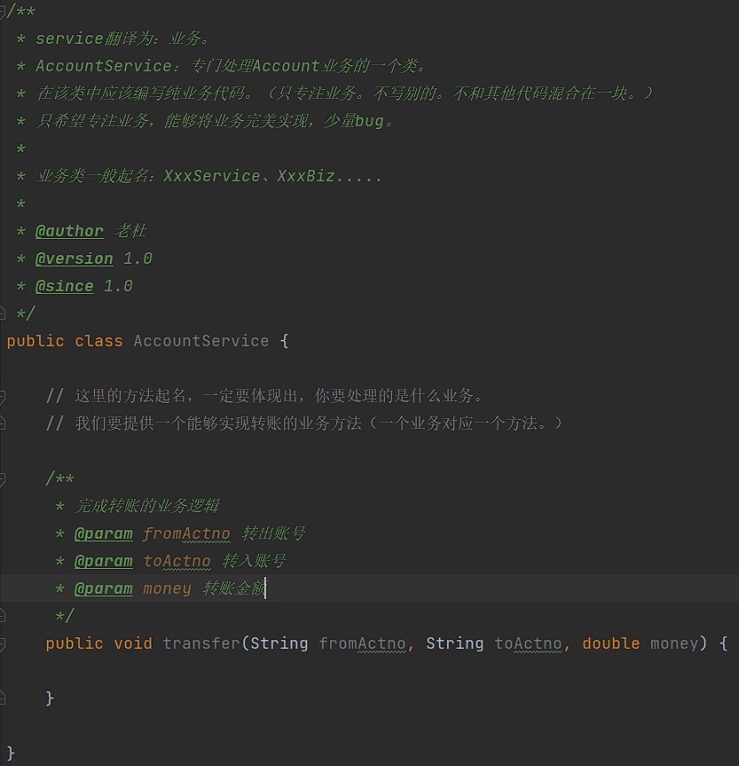 /**
 * service翻译为：业务。
 * AccountService：专门处理Account业务的一个类。
 * 在该类中应该编写纯业务代码。（只专注业务。不写别的。不和其他代码混合在一块。）
 * 只希望专注业务，能够将业务完美实现，少量bug。
 *
 * 业务类一般起名：XxxService、XxxBiz.....
 *
 * @author 老杜
 * @version 1.0
 * @since 1.0
 */
public class AccountService {
    // 这里的方法起名，一定要体现出，你要处理的是什么业务。
    // 我们要提供一个能够实现转账的业务方法（一个业务对应一个方法。）
    /**
     * 完成转账的业务逻辑
     * @param fromActno 转出账号
     * @param toActno 转入账号
     * @param money 转账金额
     */
    public void transfer(String fromActno, String toActno, double money) {
    }
}